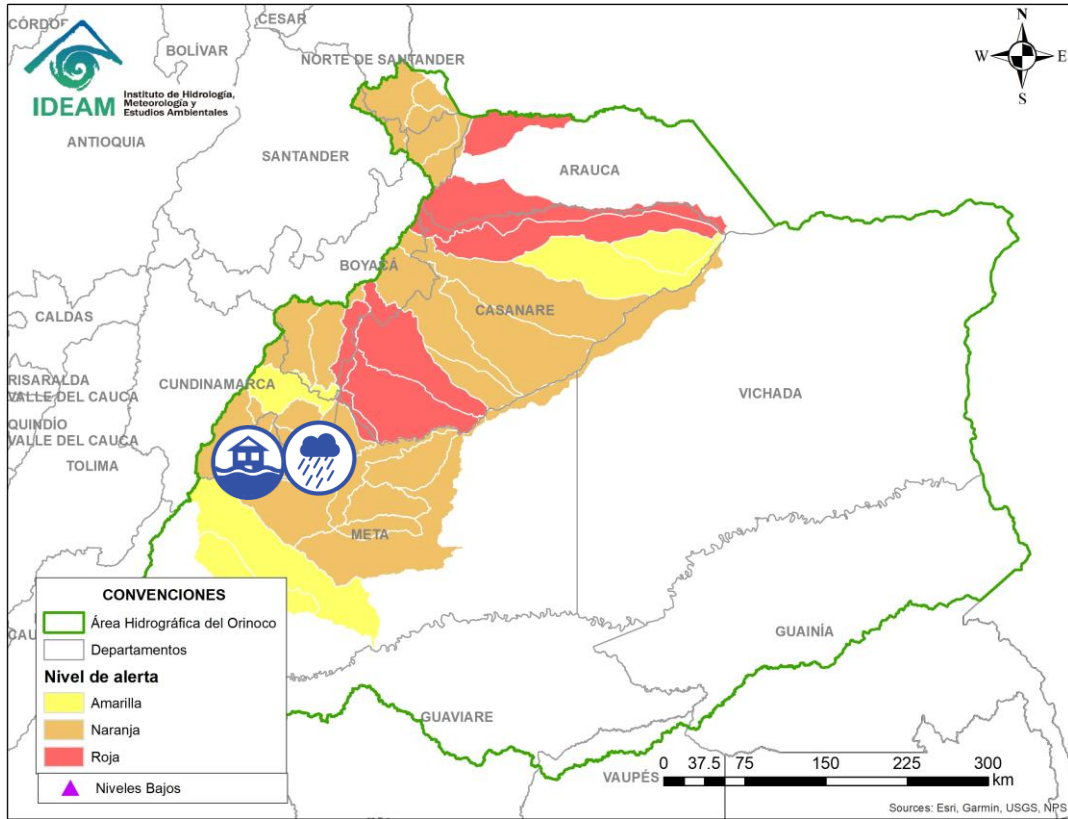 CÓRDOB
CESAR
BOLÍVAR
NORTE DE SANTANDER
IDEAM
Instituto de Hidrología,
Meteorología y
Estudios Ambientales
N
W
E
S
ANTIOQUIA
SANTANDER
ARAUCA
BOYACÁ
CASANARE
CALDAS
RISARALDA
VALLE DEL CAUCA
CUNDINAMARCA
VICHADA
QUINDÍO
VALLE DEL CAUCA
TOLIMA
META
CONVENCIONES
Área Hidrográfica del Orinoco
Departamentos
CAU
Nivel de alerta
Amarilla
Naranja
Roja
Niveles Bajos
GUAINÍA
GUAVIARE
VAUPÉS
0 37.5 75 150 225 300
km
Sources: Esri, Garmin, USGS, NPS